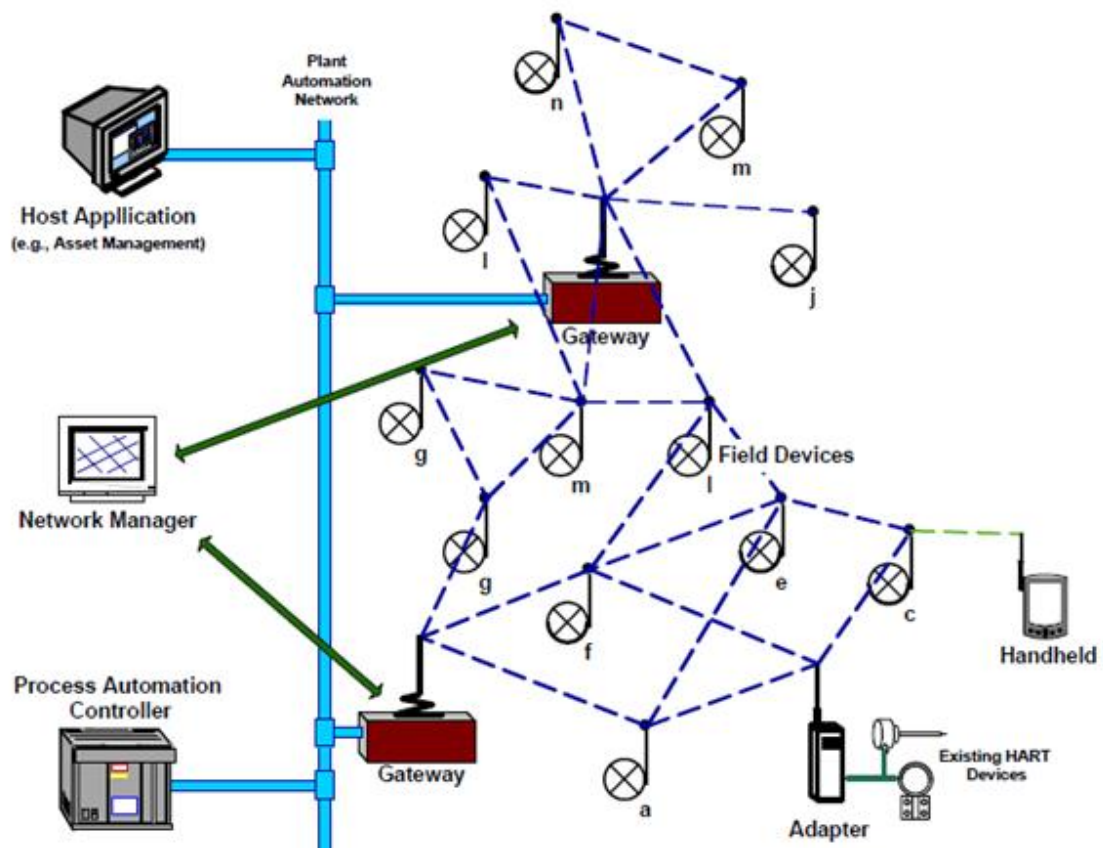 Plant
Automation
Network
n
m
Host Appllication
(e.g., Asset Management)
l
j
Gateway
g
m
l
Field Devices
Network Manager
g
e
c
f
Handheld
Process Automation
Controller
Gateway
a
Existing HART
Devices
Adapter